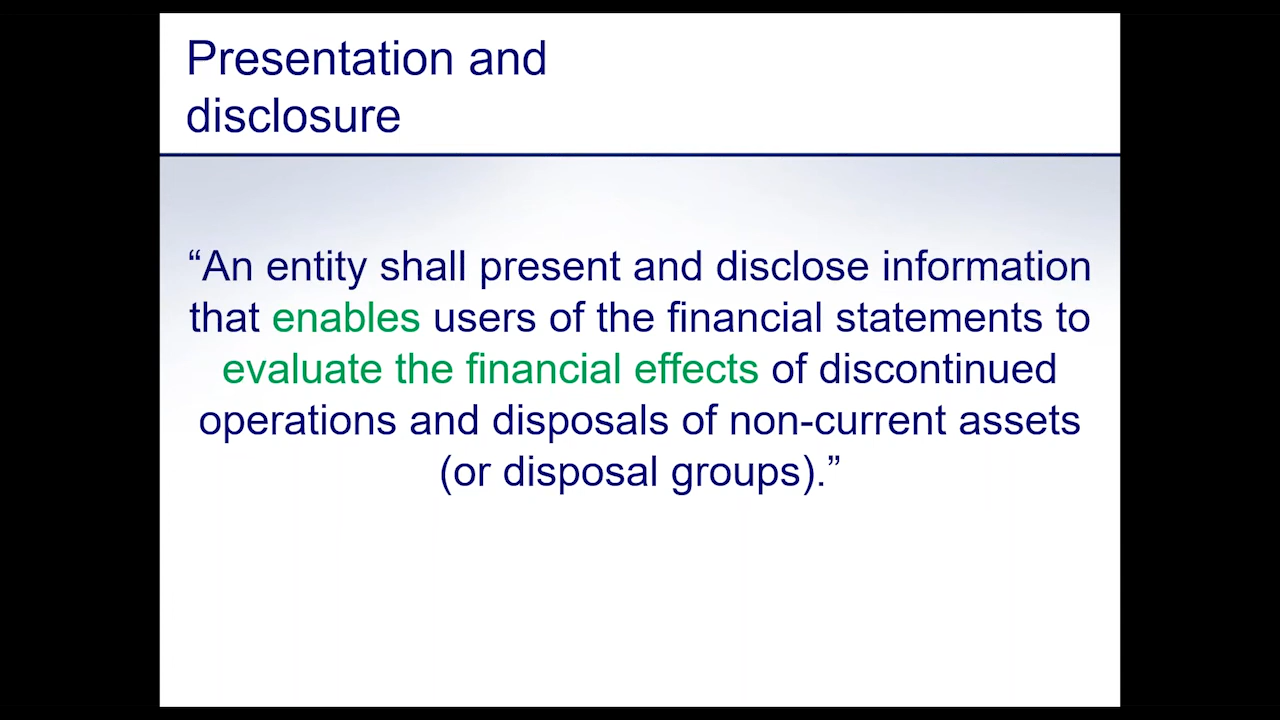 Presentation and
disclosure
“An entity shall present and disclose information
that enables users of the financial statements to
evaluate the financial effects of discontinued
operations and disposals of non-current assets
(or disposal groups).”